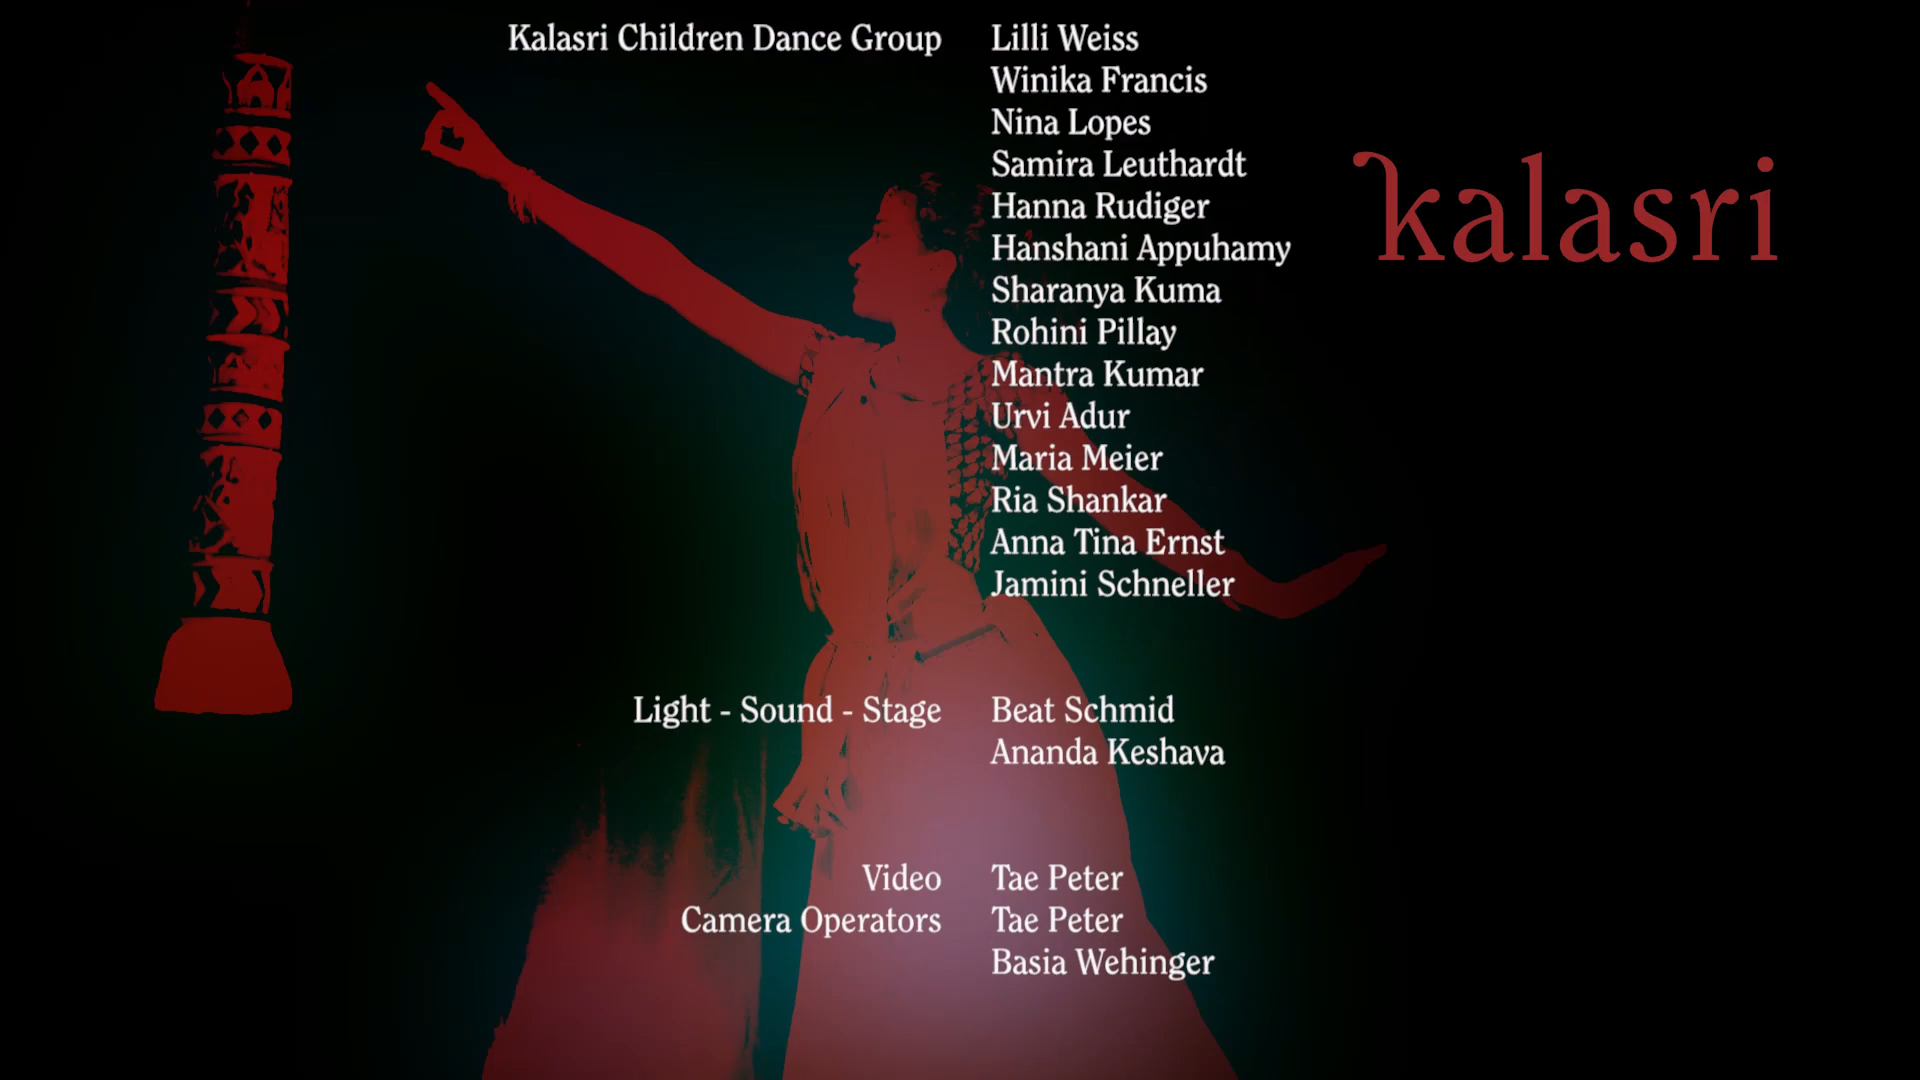 Kalasri Children Dance Group Lilli Weiss
Winika Francis
Nina Lopes
Samira Leuthardt
Hanna Rudiger
Hanshani Appuhamy
Sharanya Kuma
Rohini Pillay
Mantra Kumar
Urvi Adur
Maria Meier
Ria Shankar
Anna Tina Ernst
Jamini Schneller
kalasri
Light - Sound - Stage Beat Schmid
Ananda Keshava
Video Tae Peter
Camera Operators Tae Peter
Basia Wehinger